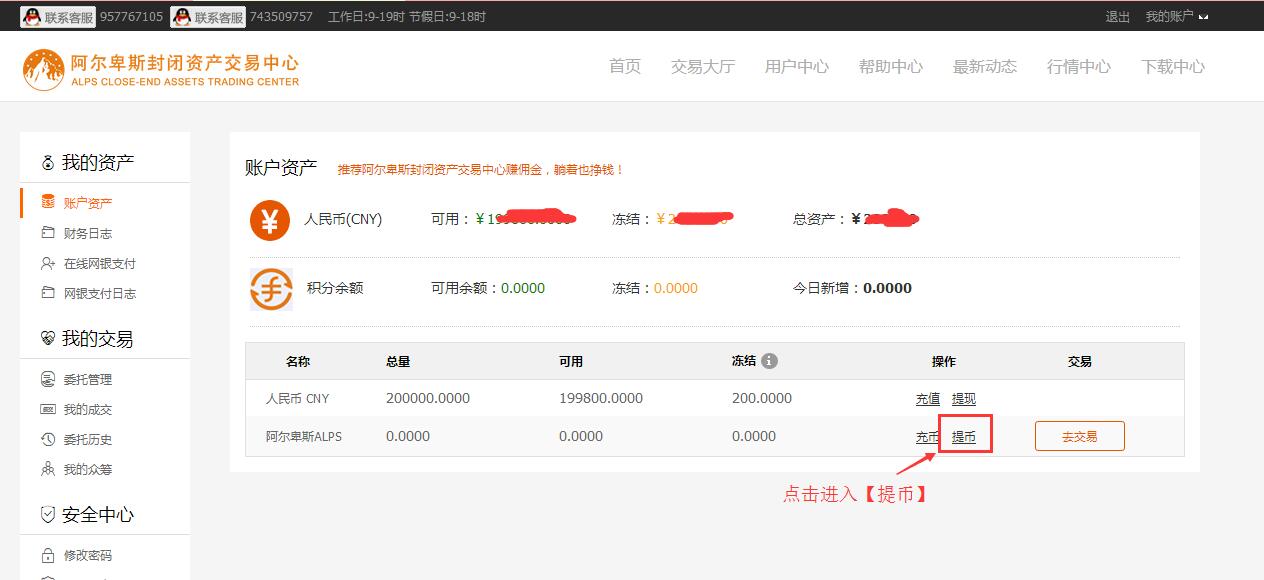 联系客服 957767105 联系客服 743509757 工作日:9-19时 节假日:9-18时 退出 我的账户
阿尔卑斯封闭资产交易中心
ALPS CLOSE-END ASSETS TRADING CENTER
首页 交易大厅 用户中心 帮助中心 最新动态 行情中心 下载中心
我的资产
账户资产
财务日志
在线网银支付
网银支付日志
我的交易
委托管理
我的成交
委托历史
我的众筹
安全中心
修改密码
账户资产 推荐阿尔卑斯封闭资产交易中心赚佣金，躺着也挣钱！
人民币(CNY) 可用：¥ 冻结：¥ 总资产：¥
积分余额 可用余额：0.0000 冻结：0.0000 今日新增：0.0000
名称 总量 可用 冻结 操作 交易
人民币 CNY 200000.0000 199800.0000 200.0000 充值 提现
阿尔卑斯ALPS 0.0000 0.0000 0.0000 充币 提币 去交易
点击进入【提币】